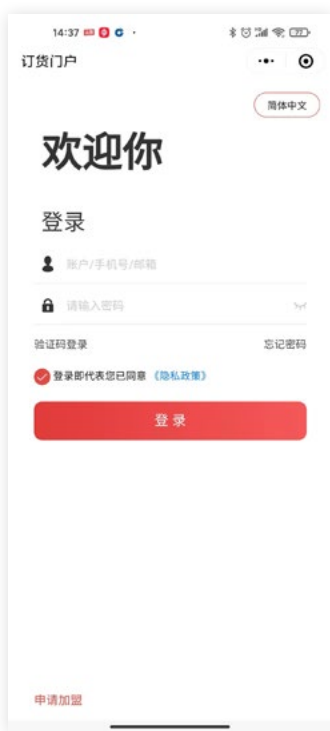 14:37
77
订货门户
简体中文
欢迎你
登录
账户/手机号/邮箱
请输入密码
验证码登录 忘记密码
登录即代表您已同意《隐私政策》
登 录
申请加盟